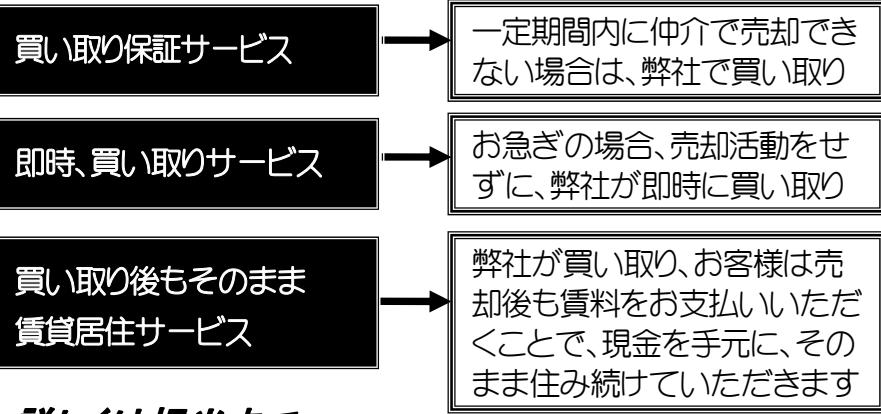 買い取り保証サービス
一定期間内に仲介で売却でき
ない場合は、弊社で買い取り
即時、買い取りサービス
お急ぎの場合、売却活動をせ
ずに、弊社が即時に買い取り
買い取り後もそのまま
賃貸居住サービス
弊社が買い取り、お客様は売
却後も賃料をお支払いいただ
くことで、現金を手元に、その
まま住み続けていただきます